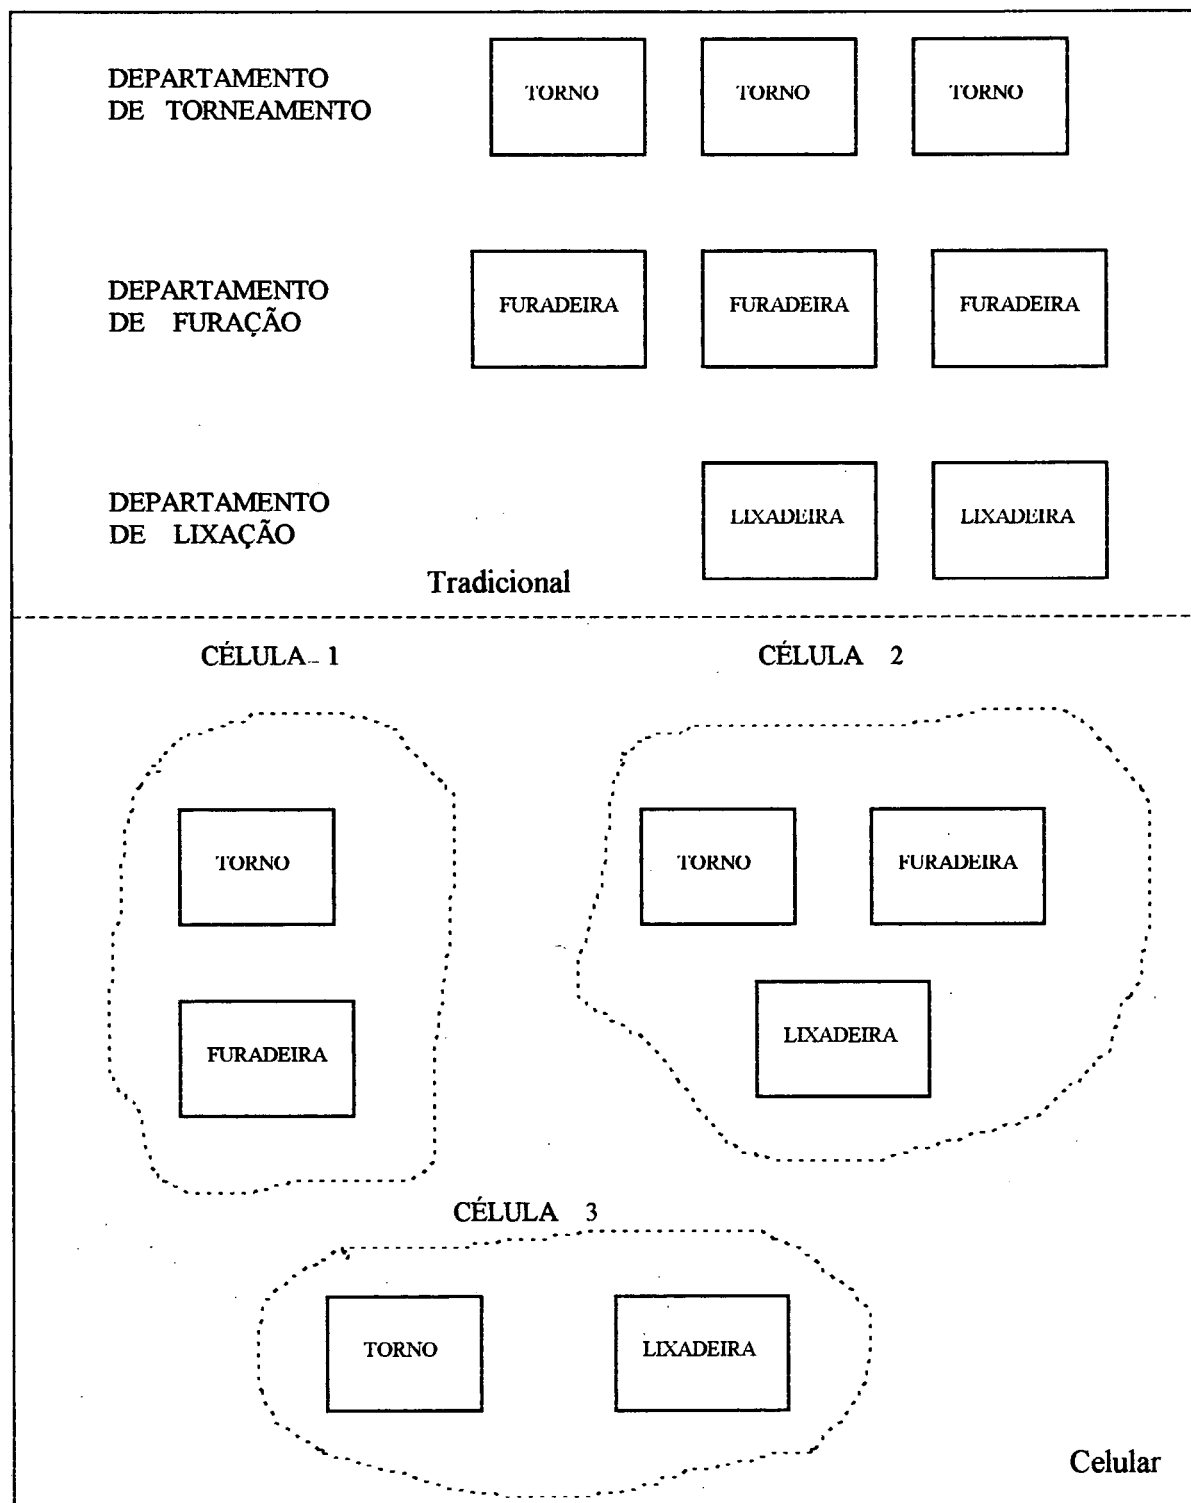 DEPARTAMENTO
DE TORNEAMENTO
TORNO TORNO TORNO
DEPARTAMENTO
DE FURAÇÃO
FURADEIRA FURADEIRA FURADEIRA
DEPARTAMENTO
DE LIXAÇÃO
LIXADEIRA LIXADEIRA
Tradicional
CÉLULA 1
CÉLULA 2
TORNO
FURADEIRA
TORNO FURADEIRA
LIXADEIRA
CÉLULA 3
TORNO LIXADEIRA
Celular